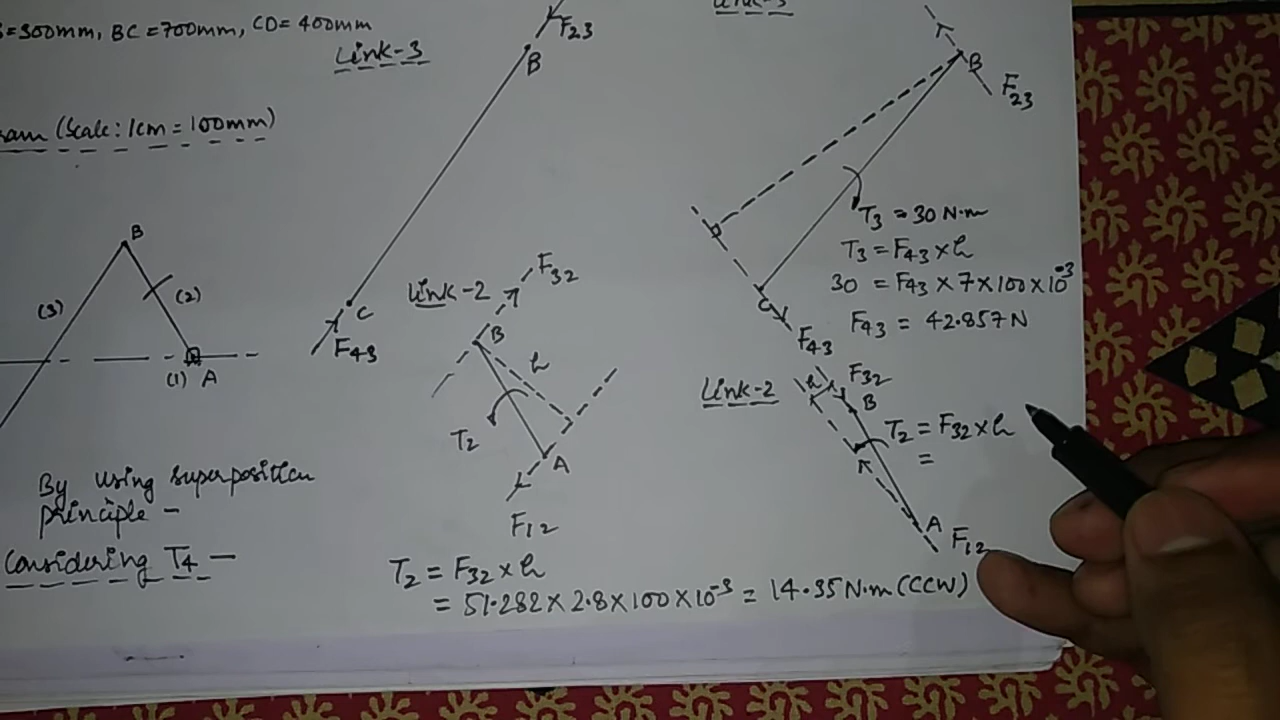 =300mm, BC=700mm, CD=400mm
Link-3
F23
B
(Scale: 1cm = 100mm)
B
(3)
(2)
(1) A
C
F43
Link-2
F32
B
h
T2
A
F12
By using superposition
principle -
Considering T4 -
T2 = F32 × h
= 51.282 × 2.8 × 100 × 10⁻³ = 14.35 N·m (CCW)
Link-3
B
F23
T3 = 30 N·m
T3 = F43 × h
30 = F43 × 7 × 100 × 10⁻³
F43 = 42.857 N
C
F43
Link-2
h
F32
B
T2 = F32 × h
=
A
F12